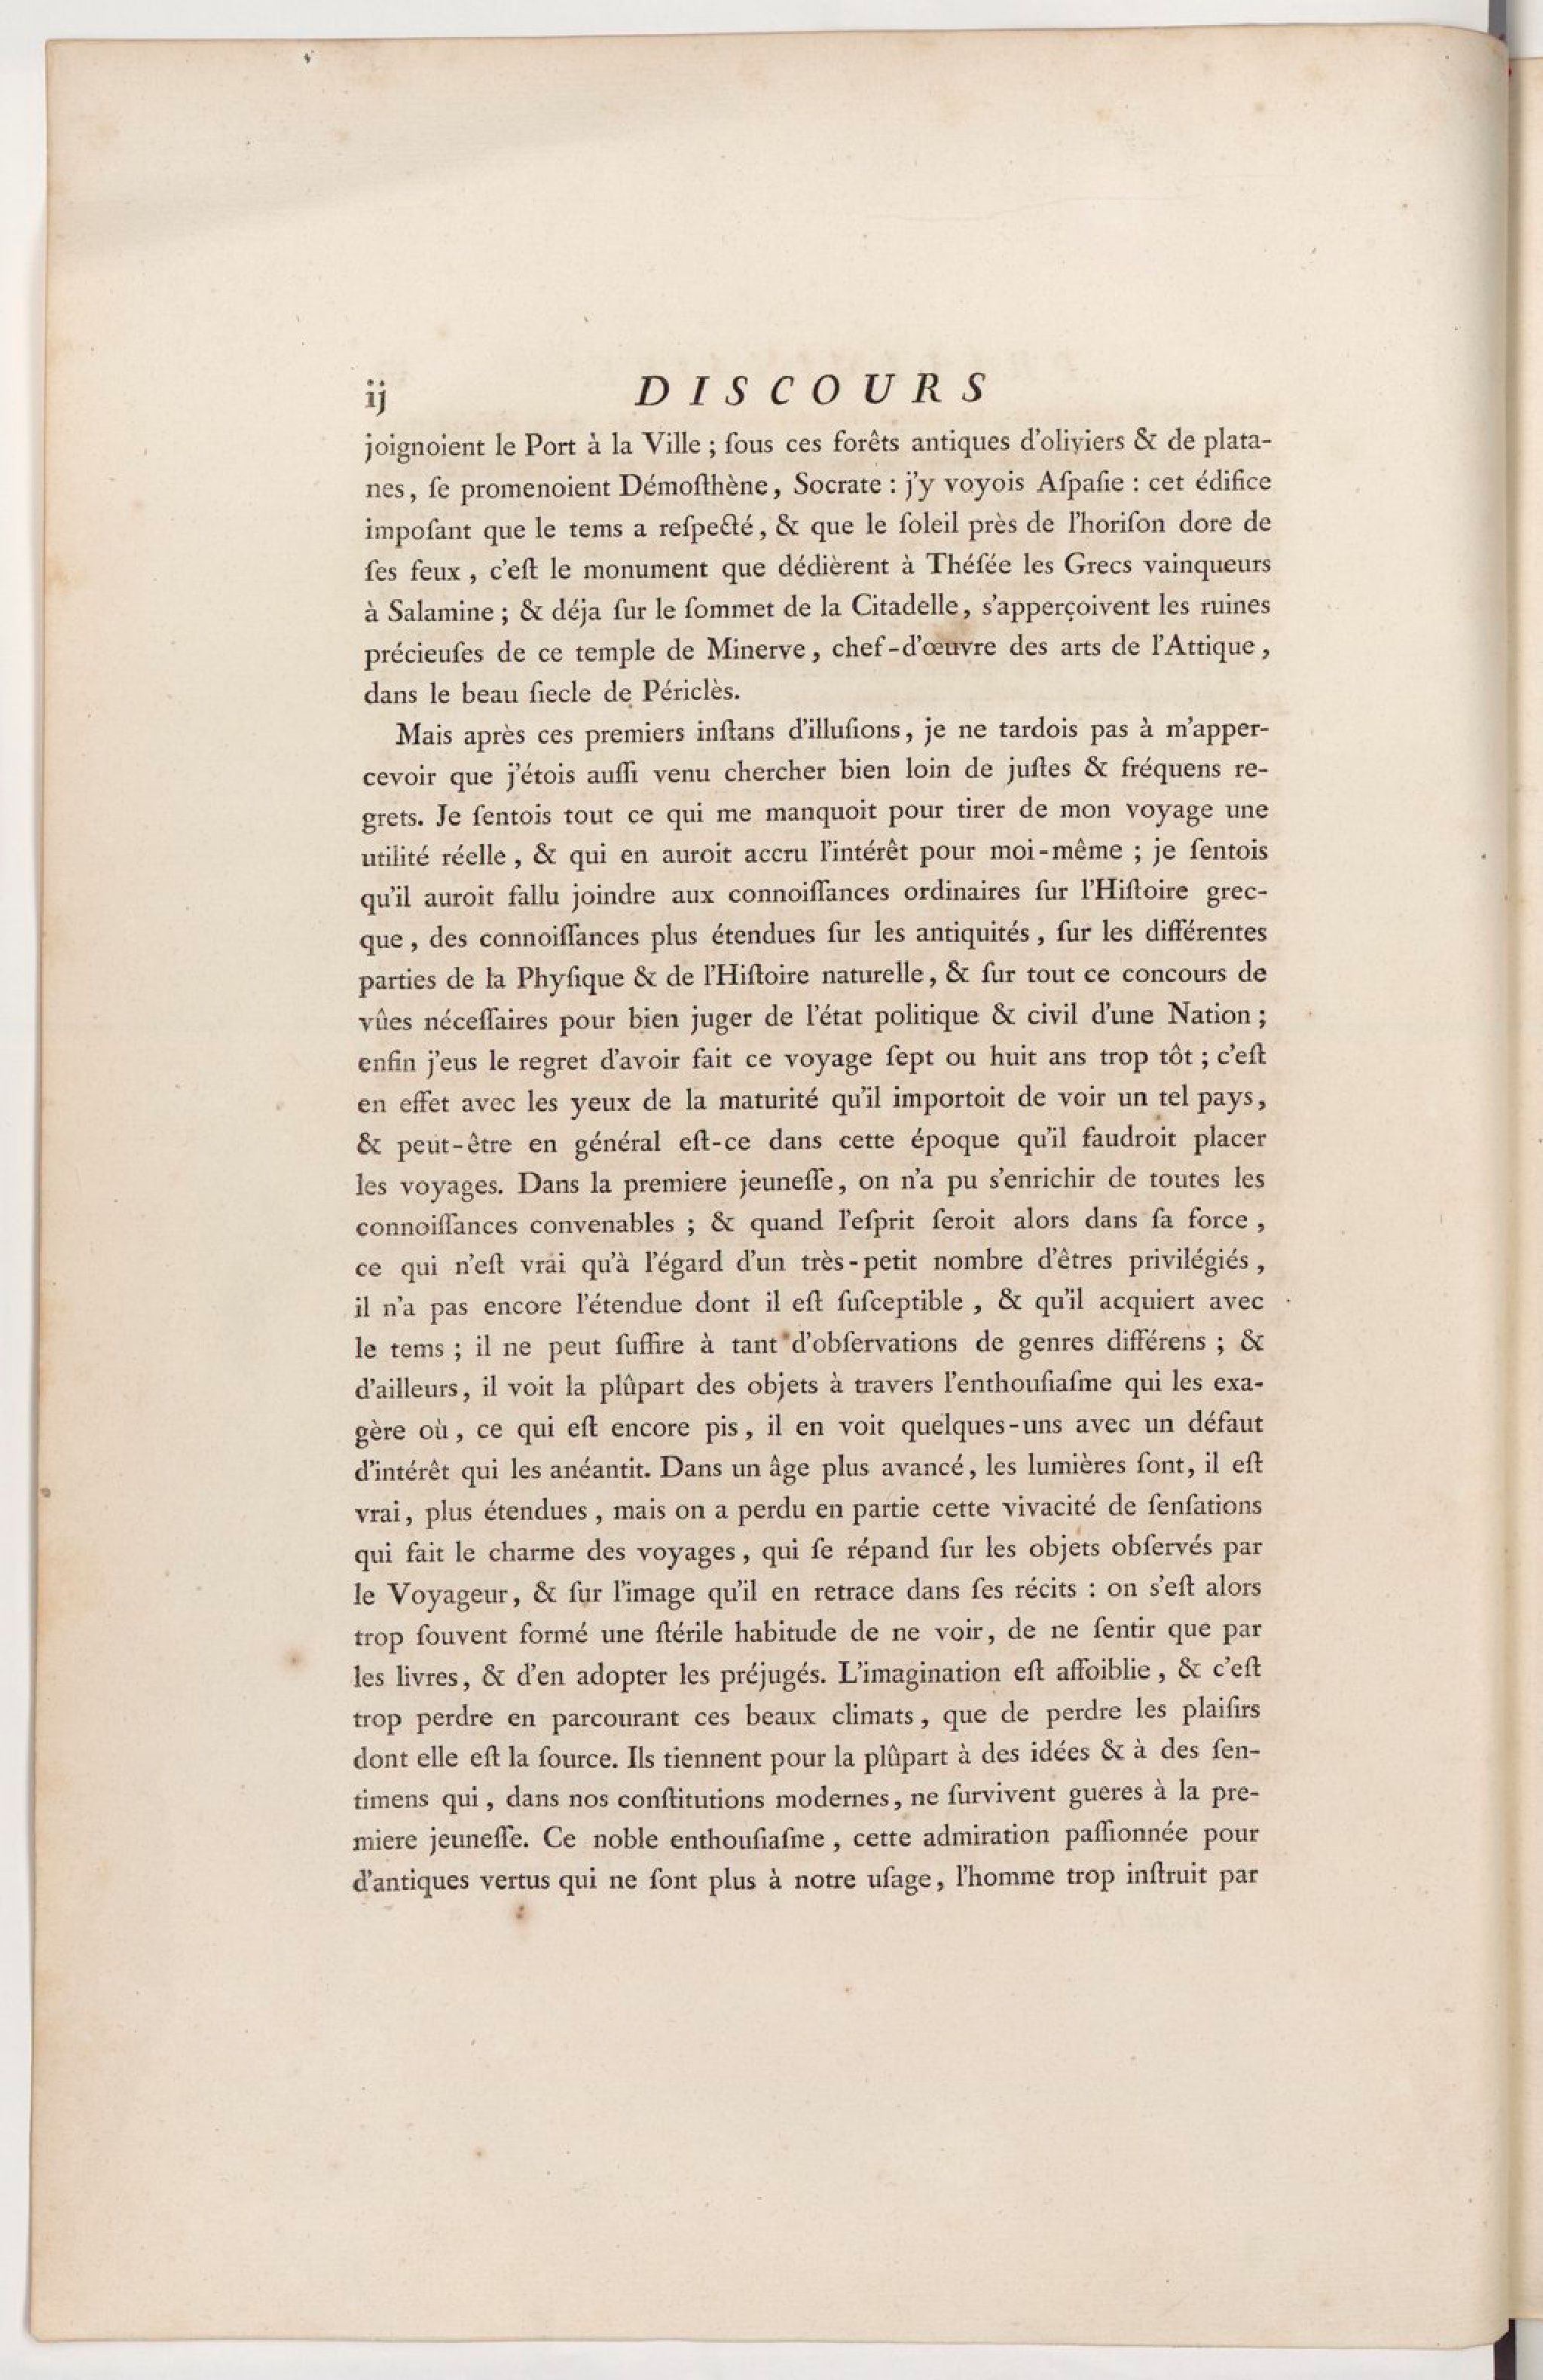 ij DISCOURS
joignoient le Port à la Ville ; ſous ces forêts antiques d'oliviers & de plata-
nes, ſe promenoient Démoſthène, Socrate : j'y voyois Aſpaſie : cet édifice
impoſant que le tems a reſpecté, & que le ſoleil près de l'horiſon dore de
ſes feux, c'eſt le monument que dédièrent à Théſée les Grecs vainqueurs
à Salamine ; & déja ſur le ſommet de la Citadelle, s'apperçoivent les ruines
précieuſes de ce temple de Minerve, chef-d'œuvre des arts de l'Attique,
dans le beau ſiecle de Périclès.
Mais après ces premiers inſtans d'illuſions, je ne tardois pas à m'apper-
cevoir que j'étois auſſi venu chercher bien loin de juſtes & fréquens re-
grets. Je ſentois tout ce qui me manquoit pour tirer de mon voyage une
utilité réelle, & qui en auroit accru l'intérêt pour moi-même ; je ſentois
qu'il auroit fallu joindre aux connoiſſances ordinaires ſur l'Hiſtoire grec-
que, des connoiſſances plus étendues ſur les antiquités, ſur les différentes
parties de la Phyſique & de l'Hiſtoire naturelle, & ſur tout ce concours de
vûes néceſſaires pour bien juger de l'état politique & civil d'une Nation ;
enfin j'eus le regret d'avoir fait ce voyage ſept ou huit ans trop tôt ; c'eſt
en effet avec les yeux de la maturité qu'il importoit de voir un tel pays,
& peut-être en général eſt-ce dans cette époque qu'il faudroit placer
les voyages. Dans la premiere jeuneſſe, on n'a pu s'enrichir de toutes les
connoiſſances convenables ; & quand l'eſprit ſeroit alors dans ſa force,
ce qui n'eſt vrai qu'à l'égard d'un très-petit nombre d'êtres privilégiés,
il n'a pas encore l'étendue dont il eſt ſuſceptible, & qu'il acquiert avec
le tems ; il ne peut ſuffire à tant d'obſervations de genres différens ; &
d'ailleurs, il voit la plûpart des objets à travers l'enthouſiaſme qui les exa-
gère où, ce qui eſt encore pis, il en voit quelques-uns avec un défaut
d'intérêt qui les anéantit. Dans un âge plus avancé, les lumières ſont, il eſt
vrai, plus étendues, mais on a perdu en partie cette vivacité de ſenſations
qui fait le charme des voyages, qui ſe répand ſur les objets obſervés par
le Voyageur, & ſur l'image qu'il en retrace dans ſes récits : on s'eſt alors
trop ſouvent formé une ſtérile habitude de ne voir, de ne ſentir que par
les livres, & d'en adopter les préjugés. L'imagination eſt affoiblie, & c'eſt
trop perdre en parcourant ces beaux climats, que de perdre les plaiſirs
dont elle eſt la ſource. Ils tiennent pour la plûpart à des idées & à des ſen-
timens qui, dans nos conſtitutions modernes, ne ſurvivent gueres à la pre-
miere jeuneſſe. Ce noble enthouſiaſme, cette admiration paſſionnée pour
d'antiques vertus qui ne ſont plus à notre uſage, l'homme trop inſtruit par